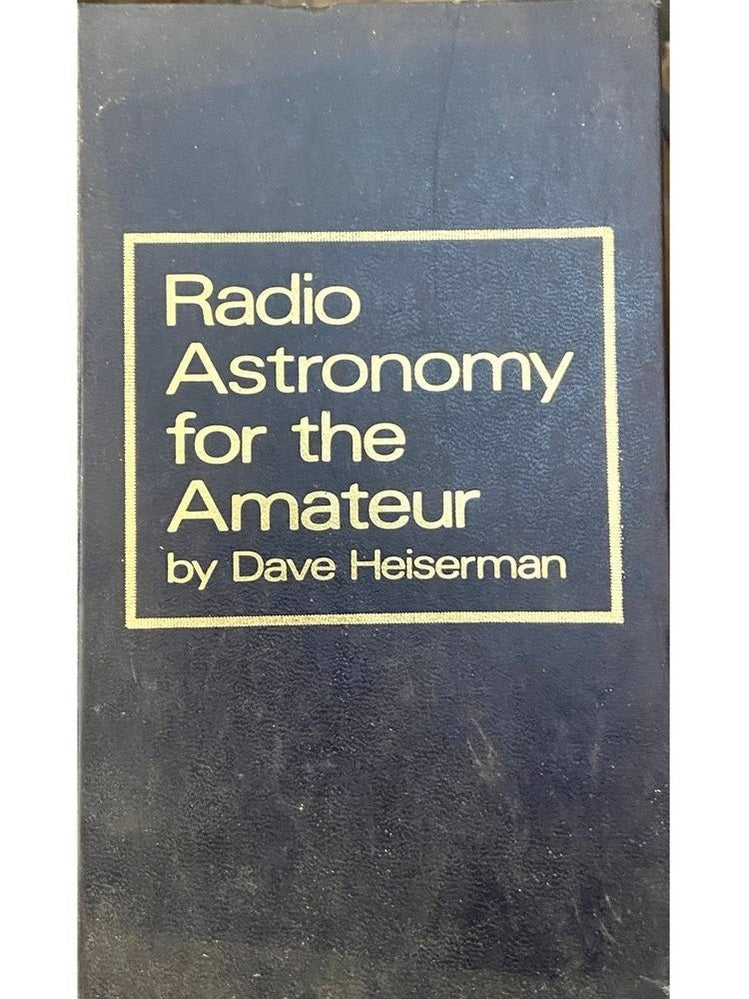 Radio
Astronomy
for the
Amateur
by Dave Heiserman